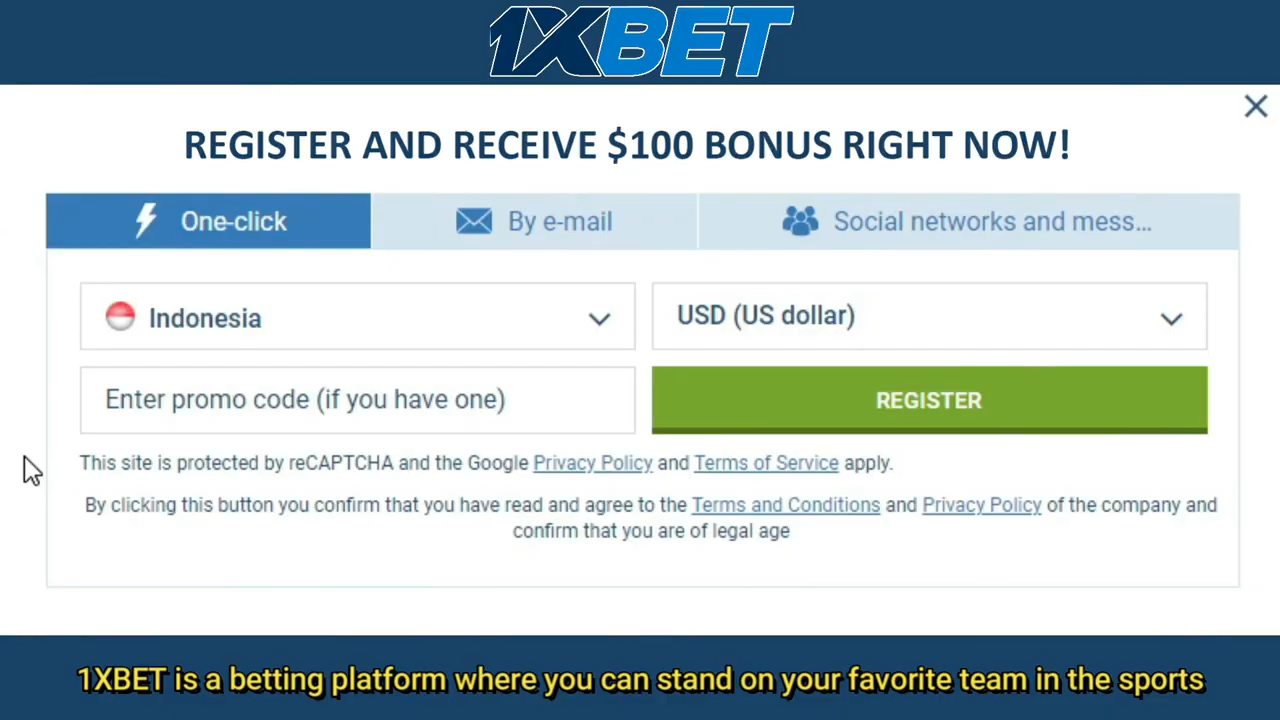 1XBET
REGISTER AND RECEIVE $100 BONUS RIGHT NOW!
One-click
By e-mail
Social networks and mess...
Indonesia
USD (US dollar)
Enter promo code (if you have one)
REGISTER
This site is protected by reCAPTCHA and the Google Privacy Policy and Terms of Service apply.
By clicking this button you confirm that you have read and agree to the Terms and Conditions and Privacy Policy of the company and
confirm that you are of legal age
1XBET is a betting platform where you can stand on your favorite team in the sports